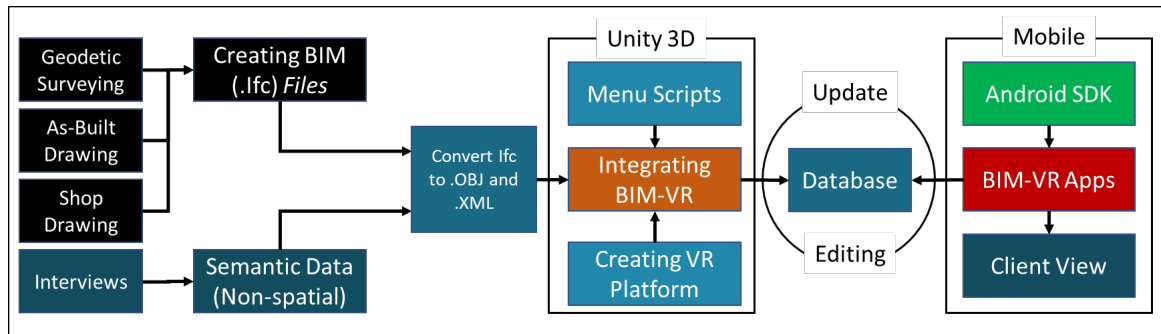 Geodetic
Surveying
As-Built
Drawing
Shop
Drawing
Interviews
Creating BIM
(.Ifc) Files
Semantic Data
(Non-spatial)
Convert Ifc
to .OBJ and
.XML
Unity 3D
Menu Scripts
Integrating
BIM-VR
Creating VR
Platform
Update
Database
Editing
Mobile
Android SDK
BIM-VR Apps
Client View